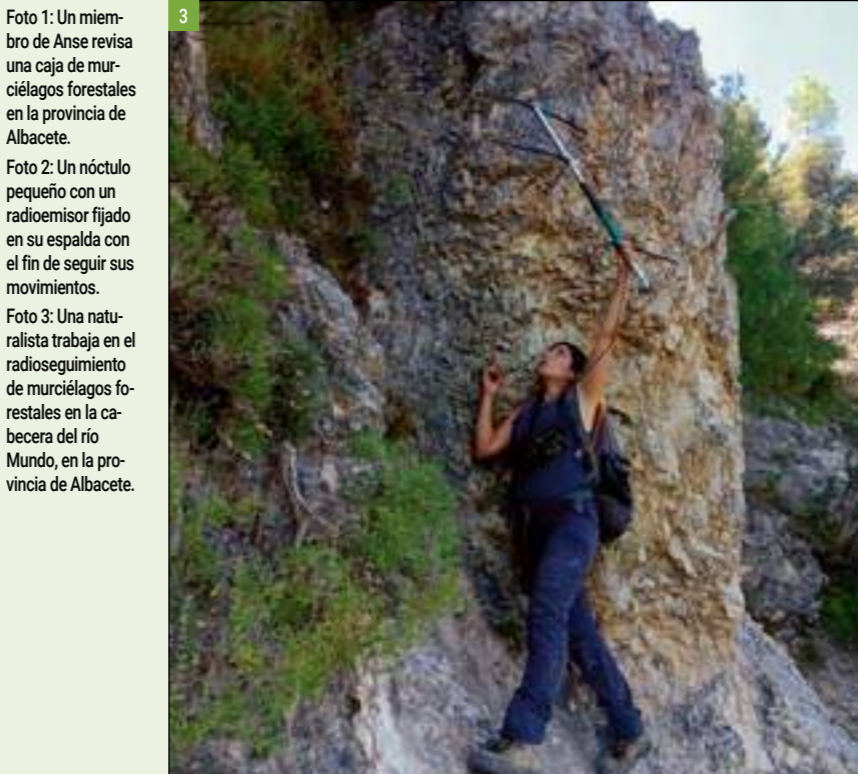 Foto 1: Un miem-
bro de Anse revisa
una caja de mur-
ciélagos forestales
en la provincia de
Albacete.
Foto 2: Un nóctulo
pequeño con un
radioemisor fijado
en su espalda con
el fin de seguir sus
movimientos.
Foto 3: Una natu-
ralista trabaja en el
radioseguimiento
de murciélagos fo-
restales en la ca-
becera del río
Mundo, en la pro-
vincia de Albacete.
3